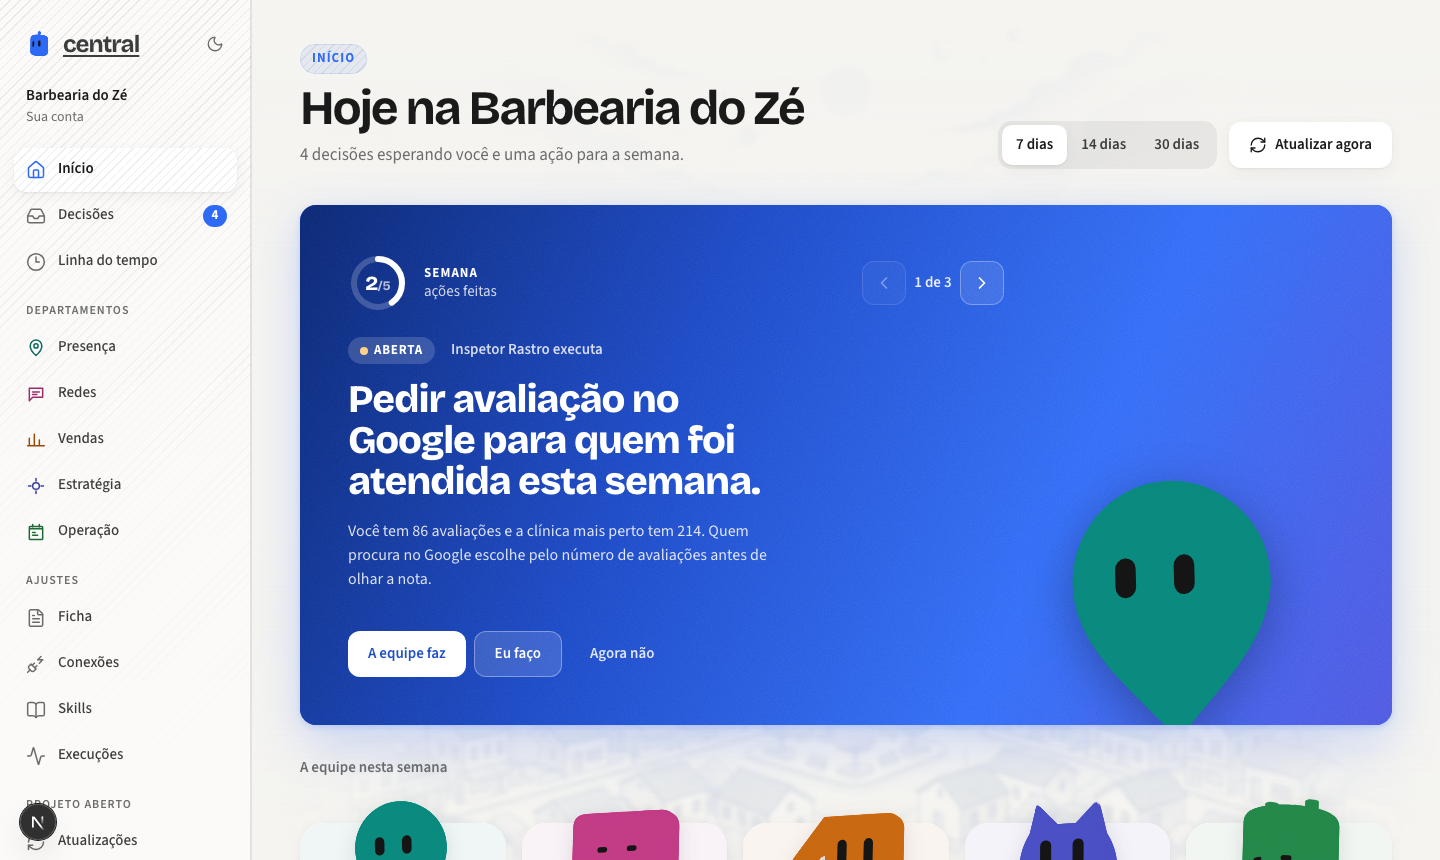 central
Barbearia do Zé
Sua conta
Início
Decisões 4
Linha do tempo
DEPARTAMENTOS
Presença
Redes
Vendas
Estratégia
Operação
AJUSTES
Ficha
Conexões
Skills
Execuções
PROJETO ABERTO
Atualizações
N
INÍCIO
Hoje na Barbearia do Zé
4 decisões esperando você e uma ação para a semana.
7 dias 14 dias 30 dias Atualizar agora
2/5
SEMANA
ações feitas
1 de 3
ABERTA Inspetor Rastro executa
Pedir avaliação no
Google para quem foi
atendida esta semana.
Você tem 86 avaliações e a clínica mais perto tem 214. Quem
procura no Google escolhe pelo número de avaliações antes de
olhar a nota.
A equipe faz Eu faço Agora não
A equipe nesta semana